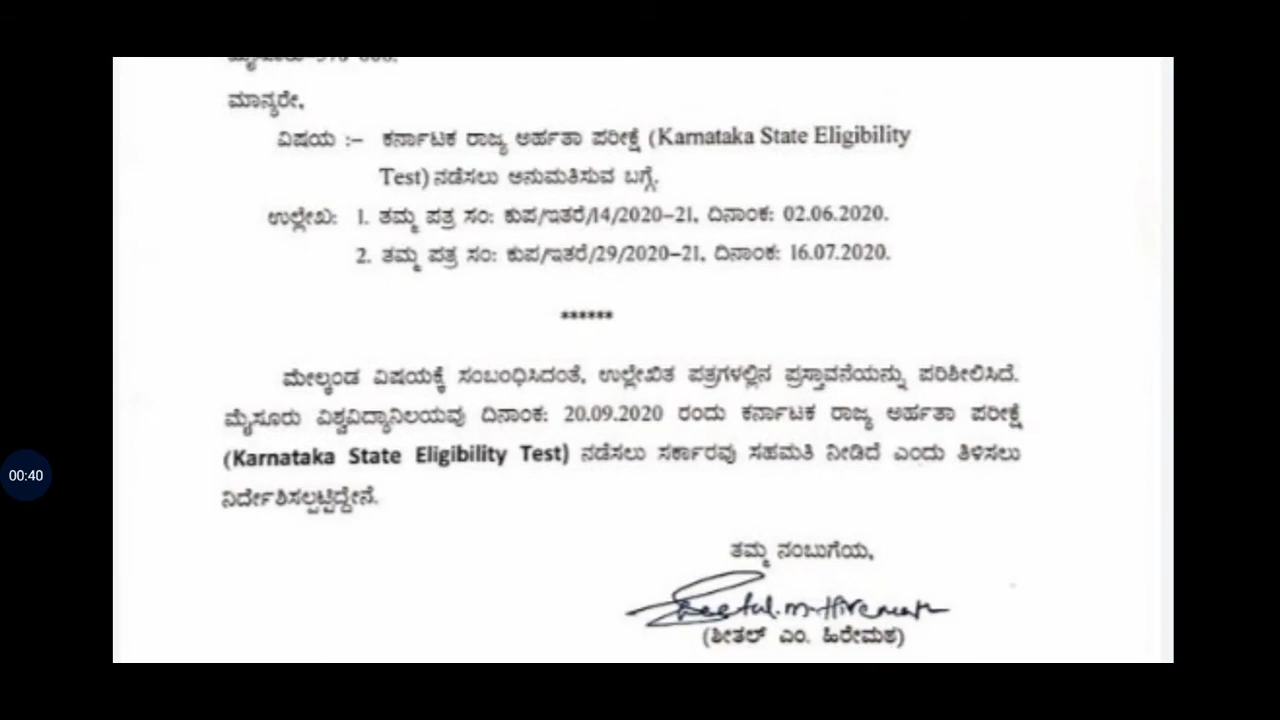 ಮಾನ್ಯರೇ,
ವಿಷಯ :– ಕರ್ನಾಟಕ ರಾಜ್ಯ ಅರ್ಹತಾ ಪರೀಕ್ಷೆ (Karnataka State Eligibility
Test) ನಡೆಸಲು ಅನುಮತಿಸುವ ಬಗ್ಗೆ.
ಉಲ್ಲೇಖ: 1. ತಮ್ಮ ಪತ್ರ ಸಂ: ಕುಪ/ಇತರೆ/14/2020–21, ದಿನಾಂಕ: 02.06.2020.
2. ತಮ್ಮ ಪತ್ರ ಸಂ: ಕುಪ/ಇತರೆ/29/2020–21, ದಿನಾಂಕ: 16.07.2020.
******
ಮೇಲ್ಕಂಡ ವಿಷಯಕ್ಕೆ ಸಂಬಂಧಿಸಿದಂತೆ, ಉಲ್ಲೇಖಿತ ಪತ್ರಗಳಲ್ಲಿನ ಪ್ರಸ್ತಾವನೆಯನ್ನು ಪರಿಶೀಲಿಸಿದೆ.
ಮೈಸೂರು ವಿಶ್ವವಿದ್ಯಾನಿಲಯವು ದಿನಾಂಕ: 20.09.2020 ರಂದು ಕರ್ನಾಟಕ ರಾಜ್ಯ ಅರ್ಹತಾ ಪರೀಕ್ಷೆ
(Karnataka State Eligibility Test) ನಡೆಸಲು ಸರ್ಕಾರವು ಸಹಮತಿ ನೀಡಿದೆ ಎಂದು ತಿಳಿಸಲು
00:40
ನಿರ್ದೇಶಿಸಲ್ಪಟ್ಟಿದ್ದೇನೆ.
ತಮ್ಮ ನಂಬುಗೆಯ,
(ಶೀತಲ್ ಎಂ. ಹಿರೇಮಠ)